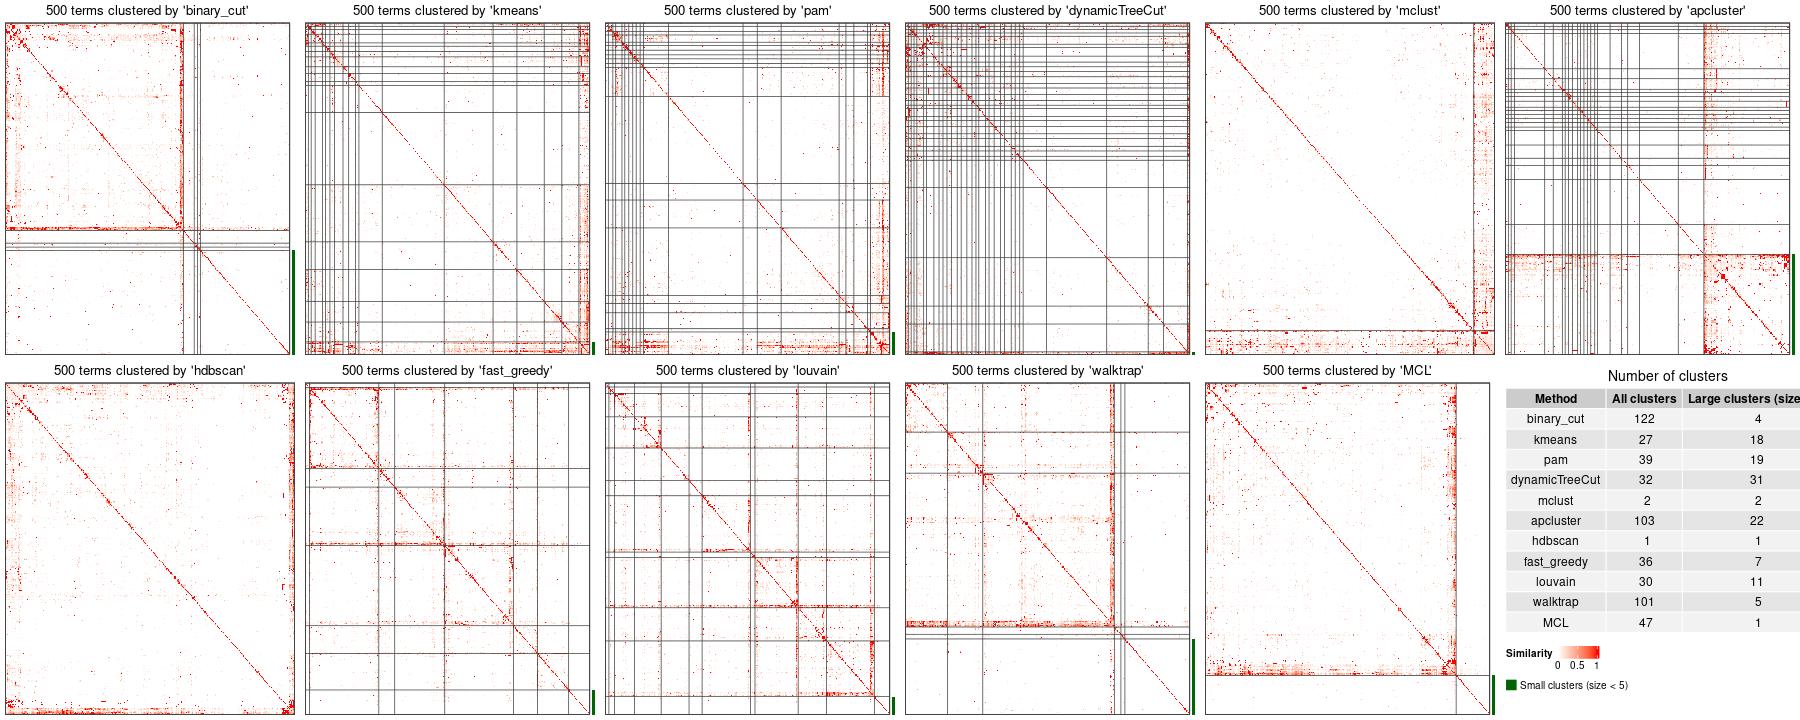 500 terms clustered by 'binary_cut'
500 terms clustered by 'kmeans'
500 terms clustered by 'pam'
500 terms clustered by 'dynamicTreeCut'
500 terms clustered by 'mclust'
500 terms clustered by 'apcluster'
500 terms clustered by 'hdbscan'
500 terms clustered by 'fast_greedy'
500 terms clustered by 'louvain'
500 terms clustered by 'walktrap'
500 terms clustered by 'MCL'
Number of clusters
Method All clusters Large clusters (size
binary_cut 122 4
kmeans 27 18
pam 39 19
dynamicTreeCut 32 31
mclust 2 2
apcluster 103 22
hdbscan 1 1
fast_greedy 36 7
louvain 30 11
walktrap 101 5
MCL 47 1
Similarity
0 0.5 1
Small clusters (size < 5)